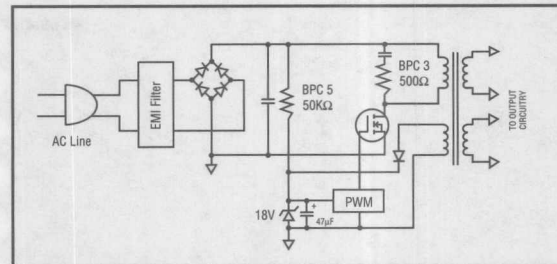 AC Line
EMI Filter
BPC 5
50KΩ
BPC 3
500Ω
TO OUTPUT
CIRCUITRY
18V
+
47µF
PWM